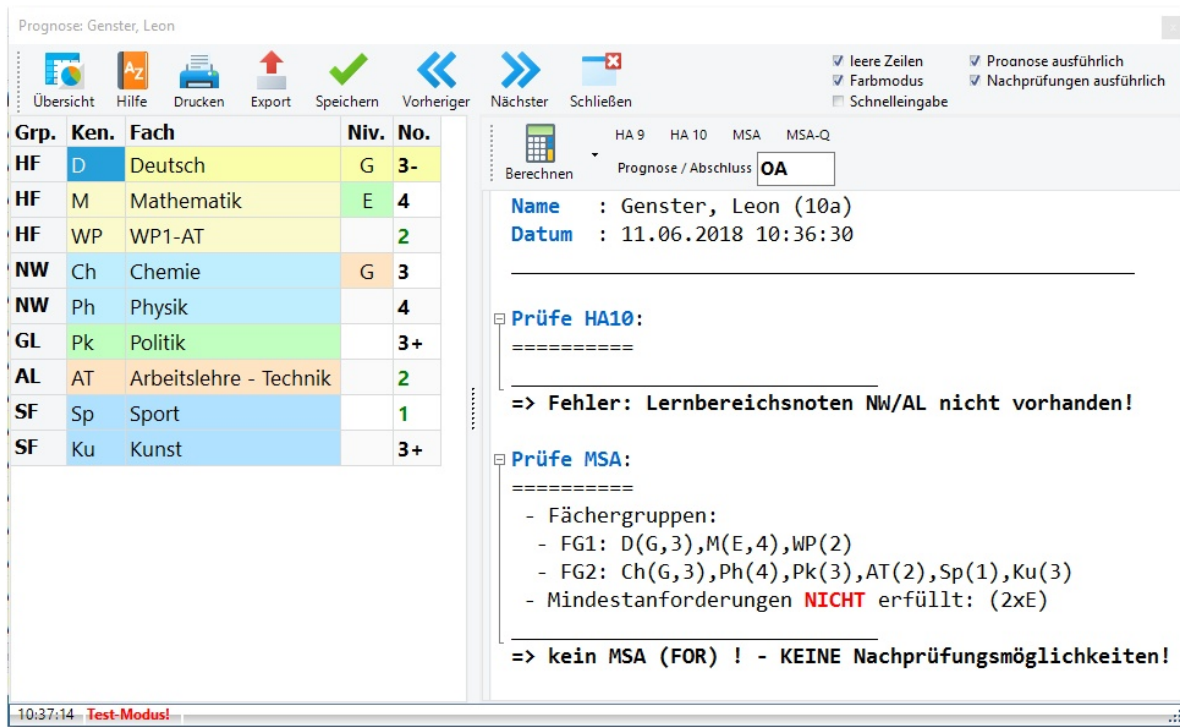 Prognose: Genster, Leon
x
Übersicht Hilfe Drucken Export Speichern Vorheriger Nächster Schließen
AZ
leere Zeilen Prognose ausführlich
Farbmodus Nachprüfungen ausführlich
Schnelleingabe
Grp. Ken. Fach Niv. No.
HF D Deutsch G 3-
HF M Mathematik E 4
HF WP WP1-AT 2
NW Ch Chemie G 3
NW Ph Physik 4
GL Pk Politik 3+
AL AT Arbeitslehre - Technik 2
SF Sp Sport 1
SF Ku Kunst 3+
HA 9 HA 10 MSA MSA-Q
Berechnen Prognose / Abschluss OA
Name : Genster, Leon (10a)
Datum : 11.06.2018 10:36:30
Prüfe HA10:
==========
=> Fehler: Lernbereichsnoten NW/AL nicht vorhanden!
Prüfe MSA:
==========
- Fächergruppen:
- FG1: D(G,3),M(E,4),WP(2)
- FG2: Ch(G,3),Ph(4),Pk(3),AT(2),Sp(1),Ku(3)
- Mindestanforderungen NICHT erfüllt: (2xE)
=> kein MSA (FOR) ! - KEINE Nachprüfungsmöglichkeiten!
10:37:14 Test-Modus!